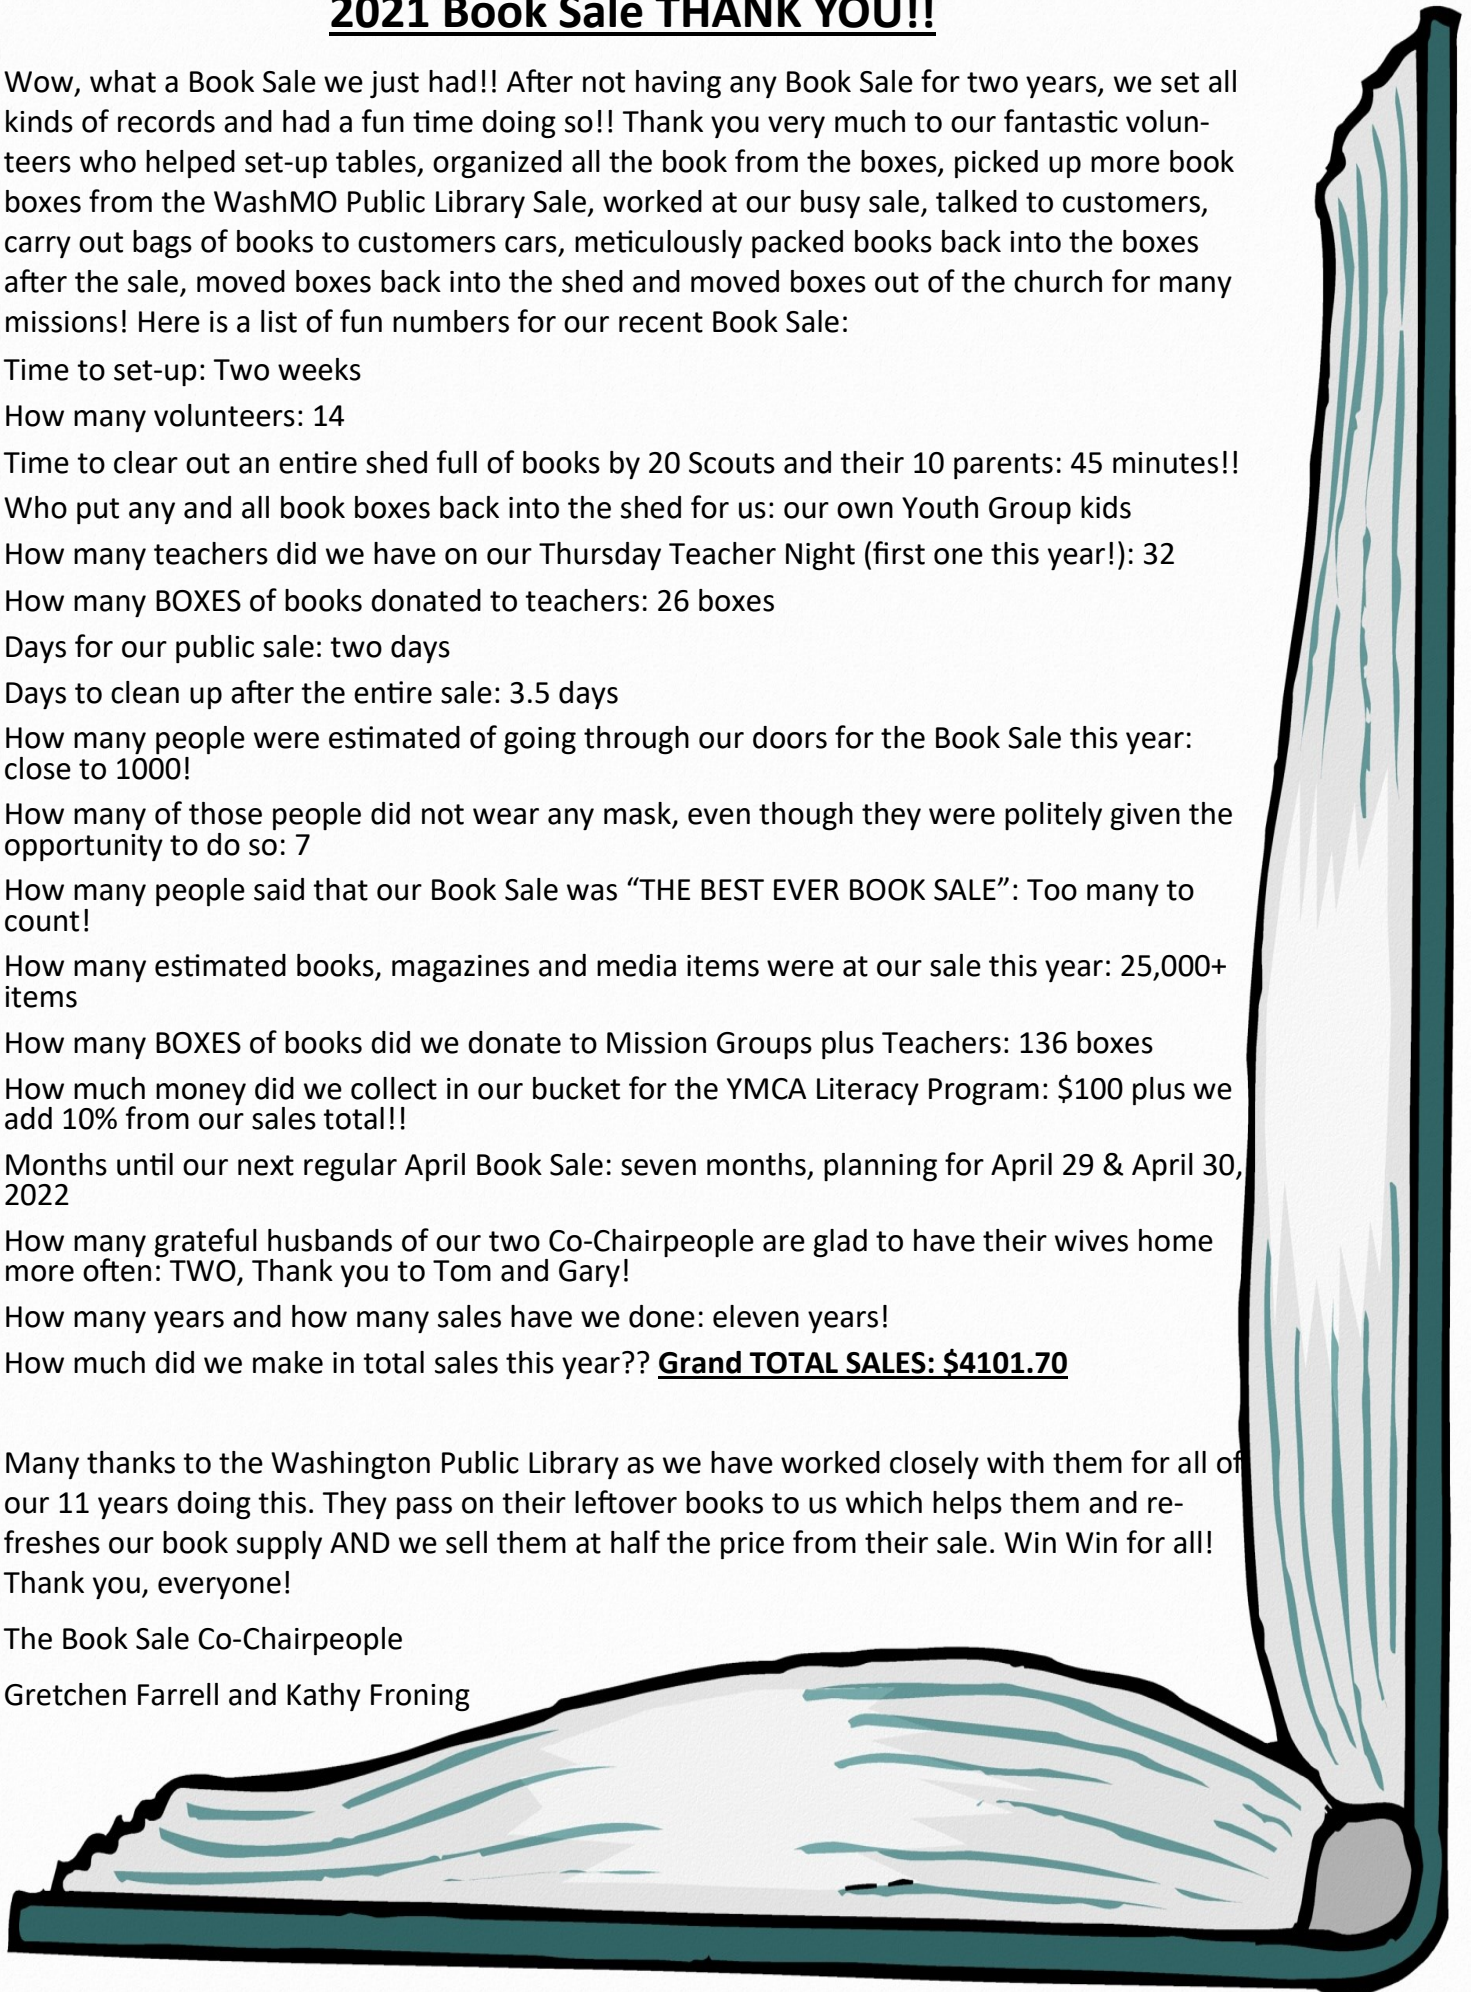 2021 Book Sale THANK YOU!!
Wow, what a Book Sale we just had!! After not having any Book Sale for two years, we set all
kinds of records and had a fun time doing so!! Thank you very much to our fantastic volun-
teers who helped set-up tables, organized all the book from the boxes, picked up more book
boxes from the WashMO Public Library Sale, worked at our busy sale, talked to customers,
carry out bags of books to customers cars, meticulously packed books back into the boxes
after the sale, moved boxes back into the shed and moved boxes out of the church for many
missions! Here is a list of fun numbers for our recent Book Sale:
Time to set-up: Two weeks
How many volunteers: 14
Time to clear out an entire shed full of books by 20 Scouts and their 10 parents: 45 minutes!!
Who put any and all book boxes back into the shed for us: our own Youth Group kids
How many teachers did we have on our Thursday Teacher Night (first one this year!): 32
How many BOXES of books donated to teachers: 26 boxes
Days for our public sale: two days
Days to clean up after the entire sale: 3.5 days
How many people were estimated of going through our doors for the Book Sale this year:
close to 1000!
How many of those people did not wear any mask, even though they were politely given the
opportunity to do so: 7
How many people said that our Book Sale was “THE BEST EVER BOOK SALE”: Too many to
count!
How many estimated books, magazines and media items were at our sale this year: 25,000+
items
How many BOXES of books did we donate to Mission Groups plus Teachers: 136 boxes
How much money did we collect in our bucket for the YMCA Literacy Program: $100 plus we
add 10% from our sales total!!
Months until our next regular April Book Sale: seven months, planning for April 29 & April 30,
2022
How many grateful husbands of our two Co-Chairpeople are glad to have their wives home
more often: TWO, Thank you to Tom and Gary!
How many years and how many sales have we done: eleven years!
How much did we make in total sales this year?? Grand TOTAL SALES: $4101.70
Many thanks to the Washington Public Library as we have worked closely with them for all of
our 11 years doing this. They pass on their leftover books to us which helps them and re-
freshes our book supply AND we sell them at half the price from their sale. Win Win for all!
Thank you, everyone!
The Book Sale Co-Chairpeople
Gretchen Farrell and Kathy Froning